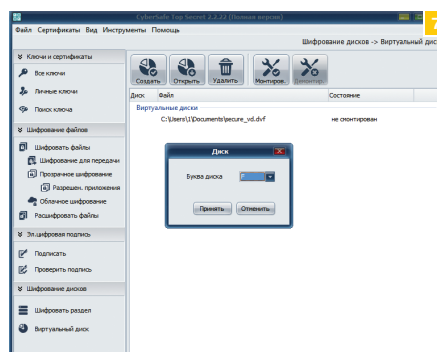 CyberSafe Top Secret 2.2.22 (Полная версия)
Файл Сертификаты Вид Инструменты Помощь
Шифрование дисков -> Виртуальный дис
Ключи и сертификаты
Все ключи
Личные ключи
Поиск ключа
Шифрование файлов
Шифровать файлы
Шифрование для передачи
Прозрачное шифрование
Разрешен. приложения
Облачное шифрование
Расшифровать файлы
Эл.цифровая подпись
Подписать
Проверить подпись
Шифрование дисков
Шифровать раздел
Виртуальный диск
Создать Открыть Удалить Монтиров. Демонтир.
Диск Файл Состояние
Виртуальные диски
C:\Users\1\Documents\secure_vd.dvf не смонтирован
Диск
Буква диска
Принять Отменить